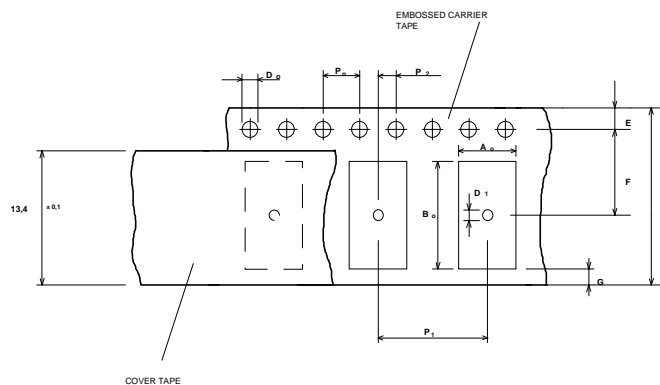 EMBOSSED CARRIER
TAPE
D o
P o
P 2
E
A o
D 1
F
B o
13,4 ± 0,1
G
P 1
COVER TAPE